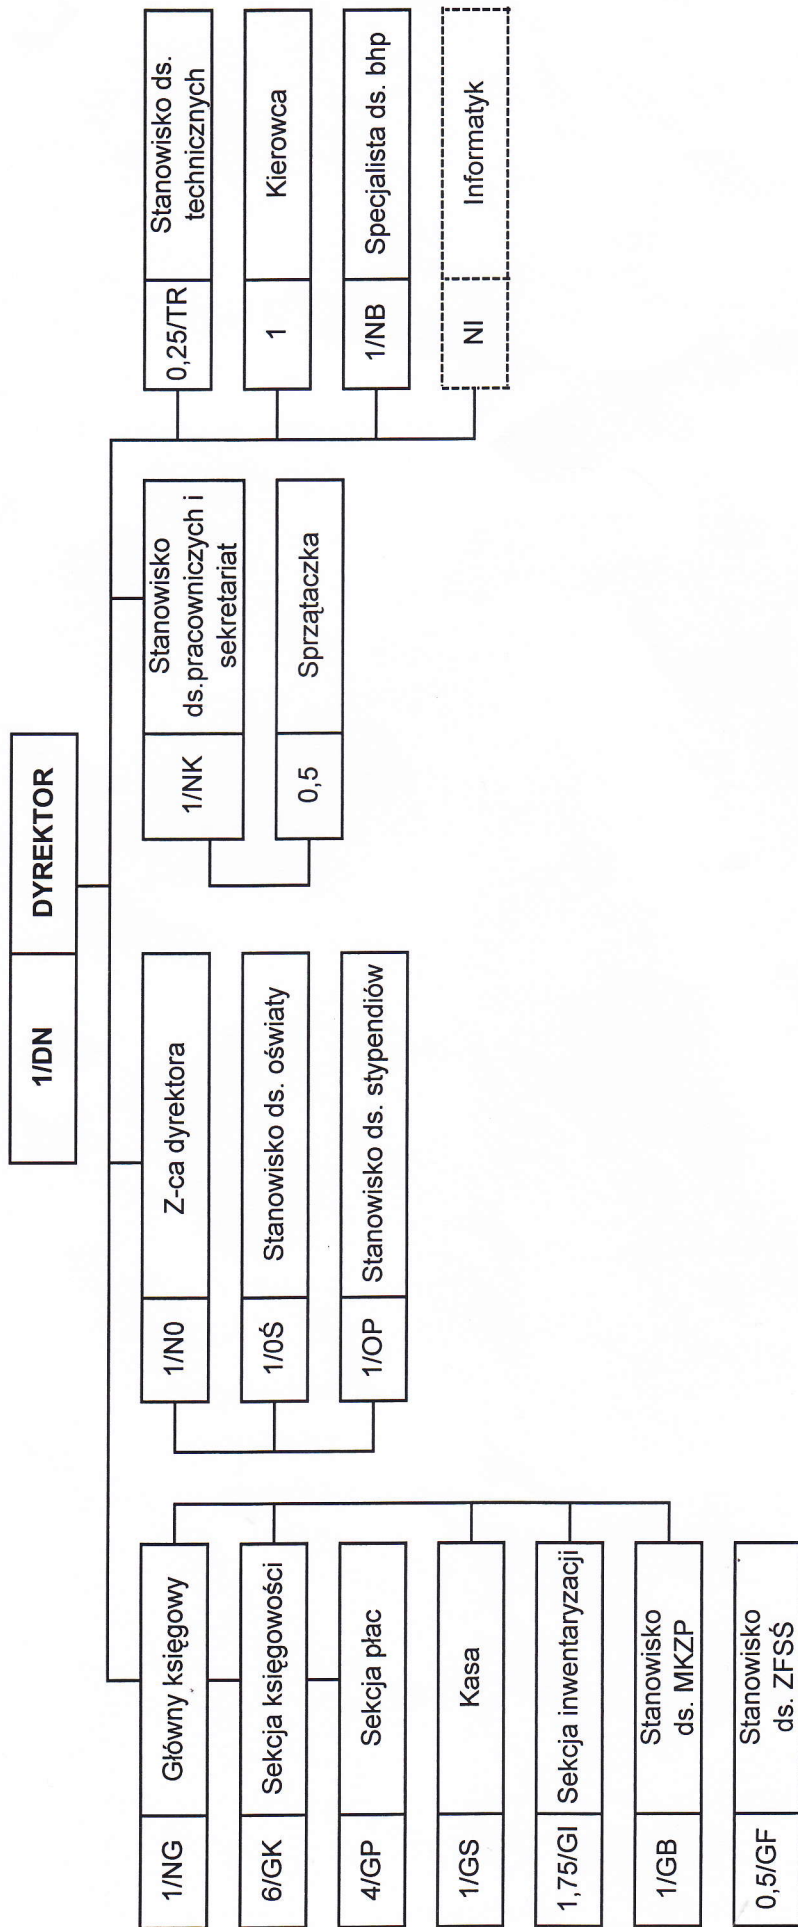 1/DN
DYREKTOR
1/NG
Główny księgowy
6/GK
Sekcja księgowości
4/GP
Sekcja płac
1/GS
Kasa
1,75/GI
Sekcja inwentaryzacji
1/GB
Stanowisko
ds. MKZP
0,5/GF
Stanowisko
ds. ZFSŚ
1/N0
Z-ca dyrektora
1/0Ś
Stanowisko ds. oświaty
1/OP
Stanowisko ds. stypendiów
1/NK
Stanowisko
ds.pracowniczych i
sekretariat
0,5
Sprzątaczka
0,25/TR
Stanowisko ds.
technicznych
1
Kierowca
1/NB
Specjalista ds. bhp
NI
Informatyk